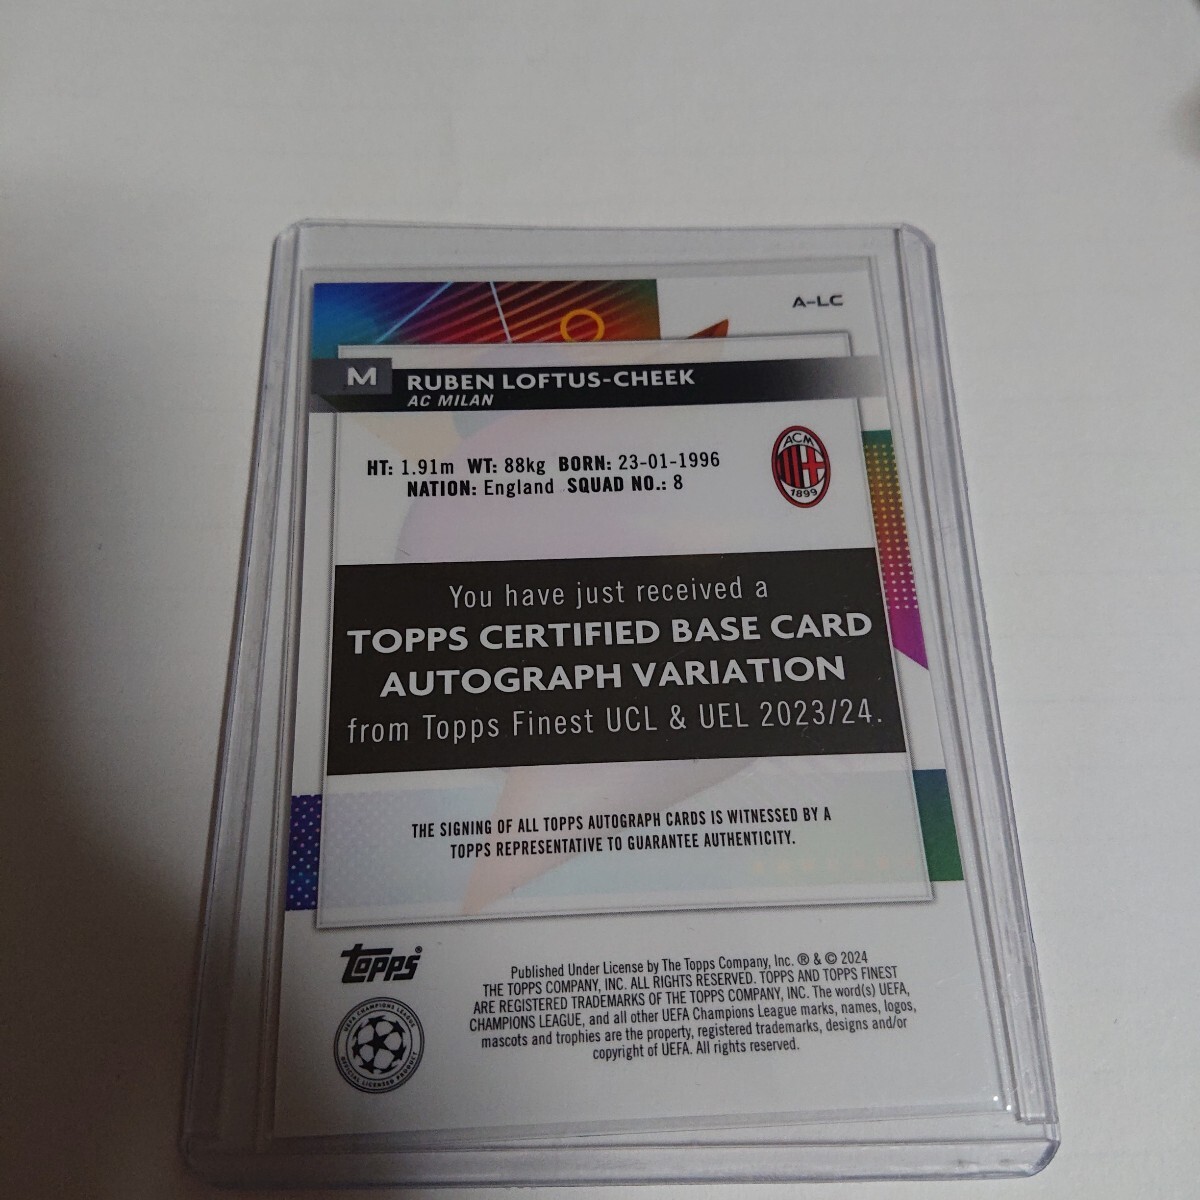 A-LC
M RUBEN LOFTUS-CHEEK
AC MILAN
HT: 1.91m WT: 88kg BORN: 23-01-1996
NATION: England SQUAD NO.: 8
ACM
1899
You have just received a
TOPPS CERTIFIED BASE CARD
AUTOGRAPH VARIATION
from Topps Finest UCL & UEL 2023/24.
THE SIGNING OF ALL TOPPS AUTOGRAPH CARDS IS WITNESSED BY A
TOPPS REPRESENTATIVE TO GUARANTEE AUTHENTICITY.
topps®
UEFA CHAMPIONS LEAGUE
OFFICIAL LICENSED PRODUCT
Published Under License by The Topps Company, Inc. ® & © 2024
THE TOPPS COMPANY, INC. ALL RIGHTS RESERVED. TOPPS AND TOPPS FINEST
ARE REGISTERED TRADEMARKS OF THE TOPPS COMPANY, INC. The word(s) UEFA,
CHAMPIONS LEAGUE, and all other UEFA Champions League marks, names, logos,
mascots and trophies are the property, registered trademarks, designs and/or
copyright of UEFA. All rights reserved.